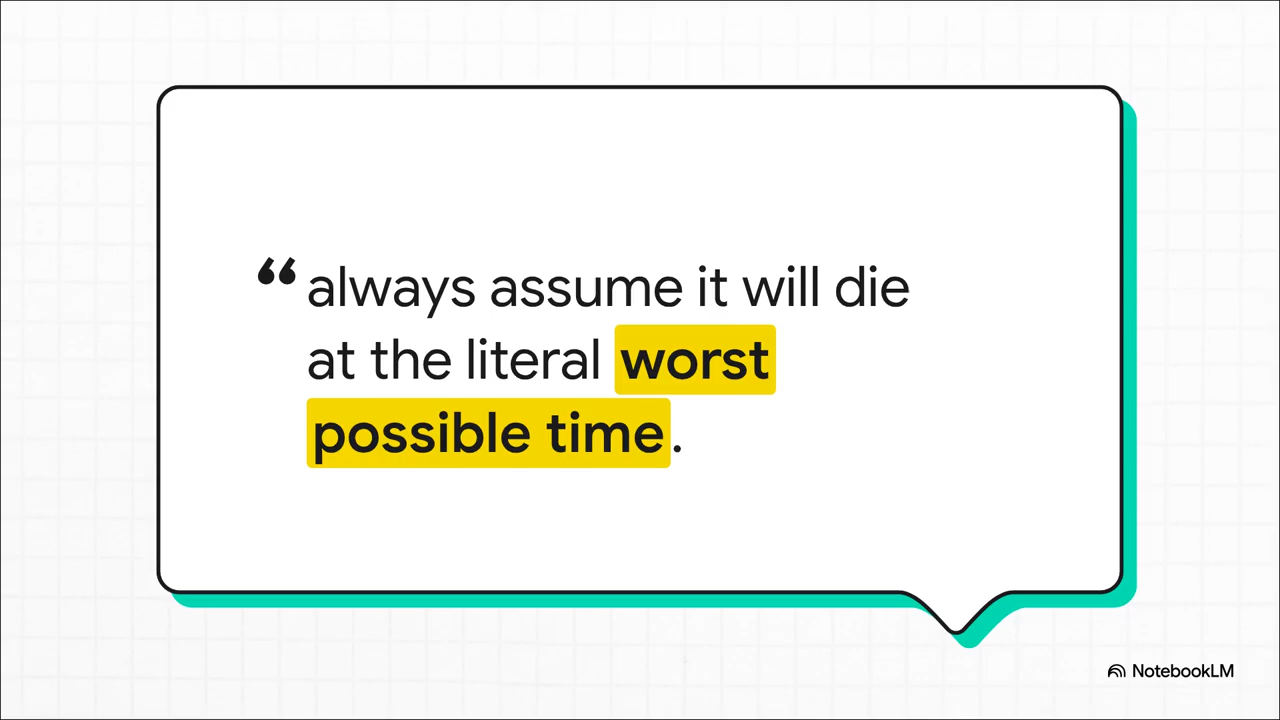 “always assume it will die
at the literal worst
possible time.
NotebookLM